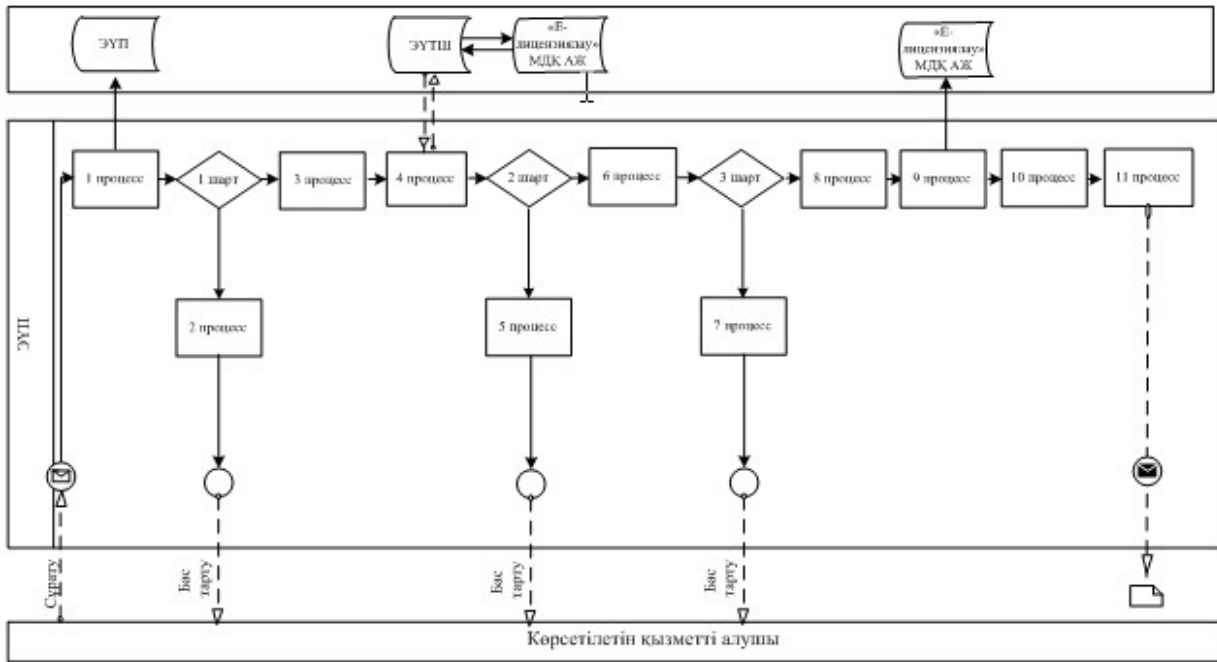 ЭҮП
ЭҮТШ
«Е-
лицензиялау»
МДҚ АЖ
«Е-
лицензиялау»
МДҚ АЖ
ЭҮП
1 процесс
1 шарт
3 процесс
4 процесс
2 шарт
6 процесс
3 шарт
8 процесс
9 процесс
10 процесс
11 процесс
2 процесс
5 процесс
7 процесс
Сұрату
Бас
тарту
Бас
тарту
Бас
тарту
Көрсетілетін қызметті алушы